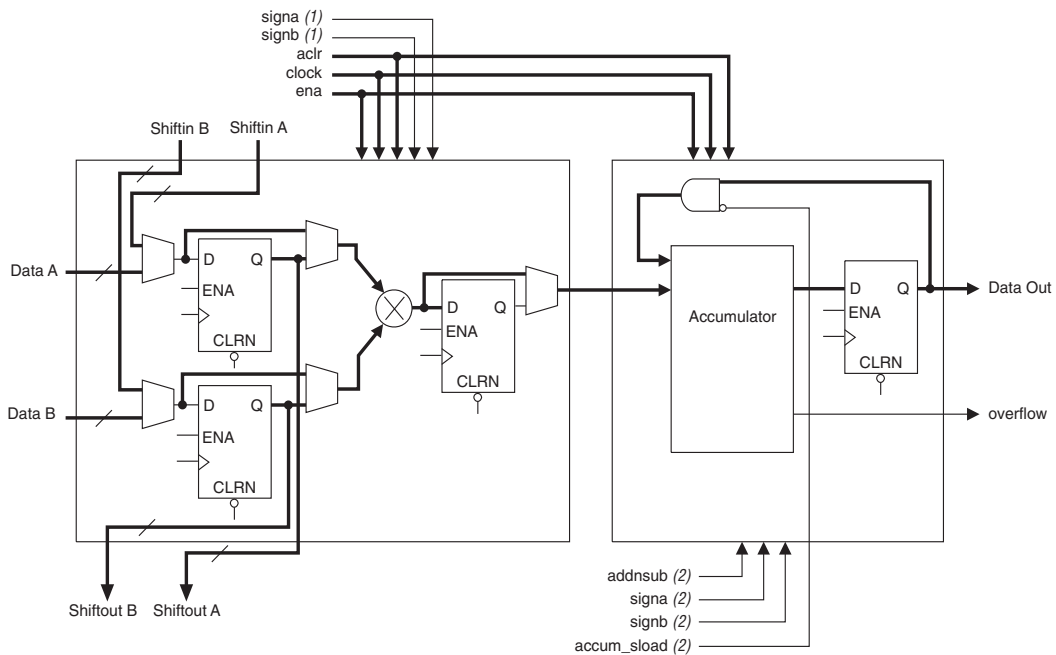 signa (1)
signb (1)
aclr
clock
ena
Shiftin B
Shiftin A
Data A
D
Q
ENA
CLRN
D
Q
ENA
CLRN
Data B
D
Q
ENA
CLRN
Accumulator
D
Q
ENA
CLRN
Data Out
overflow
Shiftout B
Shiftout A
addnsub (2)
signa (2)
signb (2)
accum_sload (2)